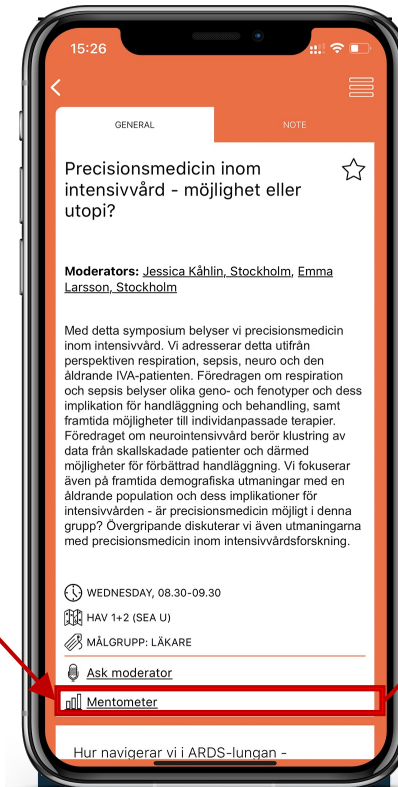 15:26
GENERAL
NOTE
Precisionsmedicin inom
intensivvård - möjlighet eller
utopi?
Moderators: Jessica Kåhlin, Stockholm, Emma
Larsson, Stockholm
Med detta symposium belyser vi precisionsmedicin
inom intensivvård. Vi adresserar detta utifrån
perspektiven respiration, sepsis, neuro och den
åldrande IVA-patienten. Föredragen om respiration
och sepsis belyser olika geno- och fenotyper och dess
implikation för handläggning och behandling, samt
framtida möjligheter till individanpassade terapier.
Föredraget om neurointensivvård berör klustring av
data från skallskadade patienter och därmed
möjligheter för förbättrad handläggning. Vi fokuserar
även på framtida demografiska utmaningar med en
åldrande population och dess implikationer för
intensivvården - är precisionsmedicin möjligt i denna
grupp? Övergripande diskuterar vi även utmaningarna
med precisionsmedicin inom intensivvårdsforskning.
WEDNESDAY, 08.30-09.30
HAV 1+2 (SEA U)
MÅLGRUPP: LÄKARE
Ask moderator
Mentometer
Hur navigerar vi i ARDS-lungan -